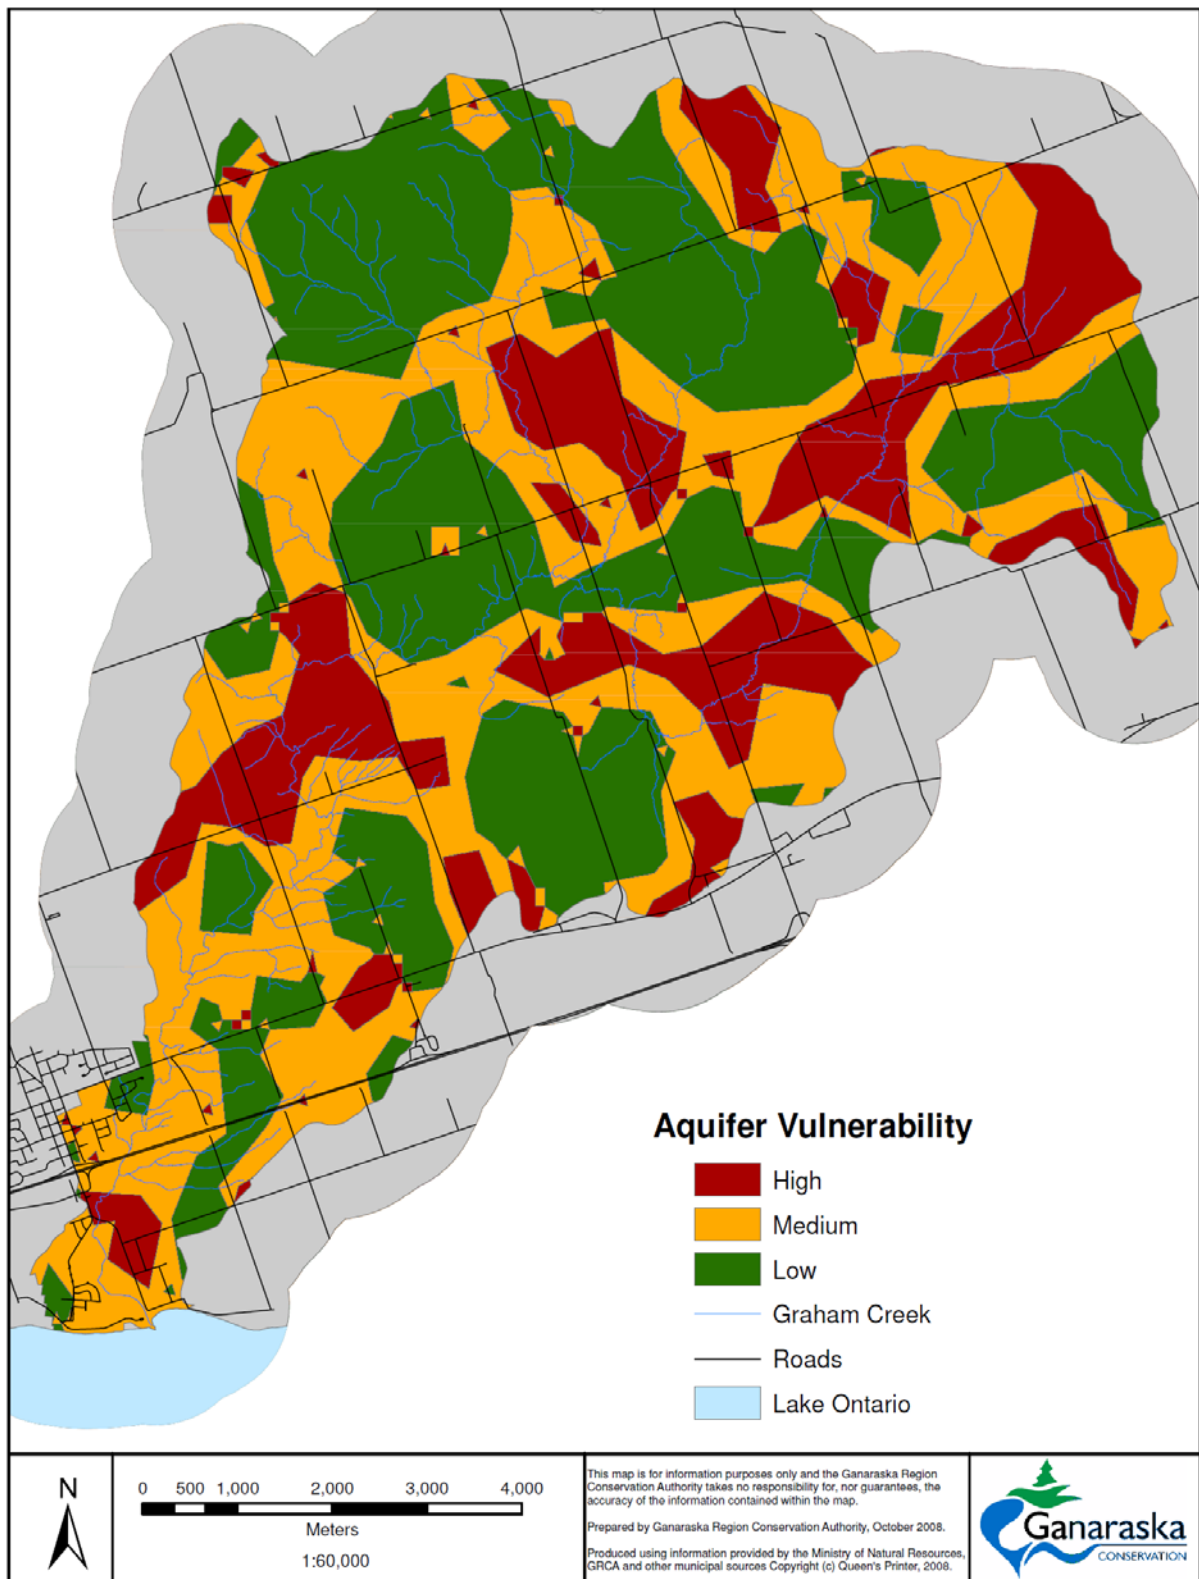 Aquifer Vulnerability
High
Medium
Low
Graham Creek
Roads
Lake Ontario
N
0 500 1,000 2,000 3,000 4,000
Meters
1:60,000
This map is for information purposes only and the Ganaraska Region
Conservation Authority takes no responsibility for, nor guarantees, the
accuracy of the information contained within the map.
Prepared by Ganaraska Region Conservation Authority, October 2008.
Produced using information provided by the Ministry of Natural Resources,
GRCA and other municipal sources Copyright (c) Queen's Printer, 2008.
Ganaraska
CONSERVATION